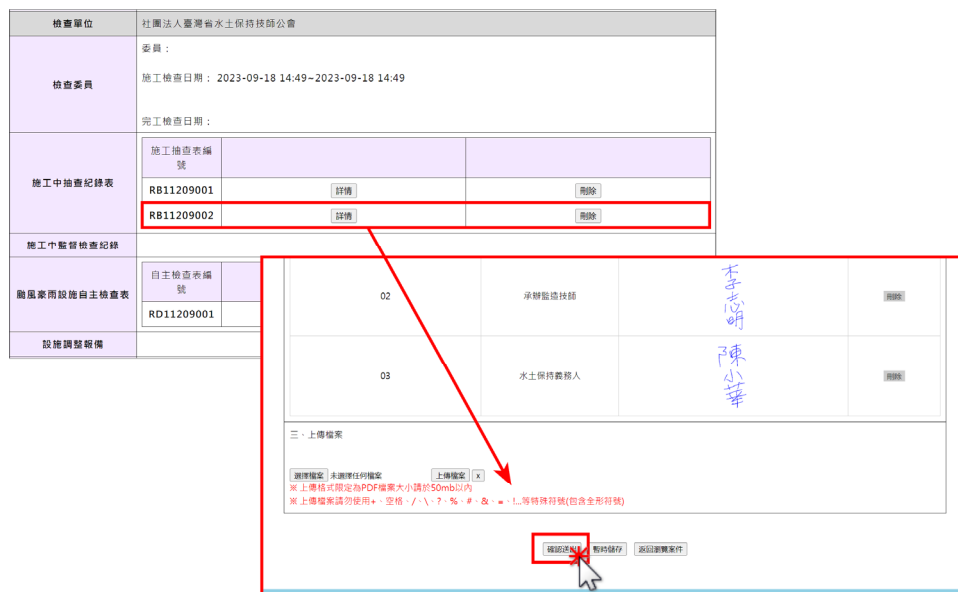 檢查單位 社團法人臺灣省水土保持技師公會
檢查委員
委員：
施工檢查日期： 2023-09-18 14:49~2023-09-18 14:49
完工檢查日期：
施工中抽查紀錄表
施工抽查表編號
RB11209001 詳情 刪除
RB11209002 詳情 刪除
施工中監督檢查紀錄
颱風豪雨設施自主檢查表
自主檢查表編號
RD11209001
設施調整報備
02 承辦監造技師 李志明 刪除
03 水土保持義務人 陳小華 刪除
三、上傳檔案
選擇檔案 未選擇任何檔案 上傳檔案 x
※ 上傳格式限定為PDF檔案大小請於50mb以內
※ 上傳檔案請勿使用+、空格、/、\、?、%、#、&、=、!...等特殊符號(包含全形符號)
確認送 暫時儲存 返回瀏覽案件